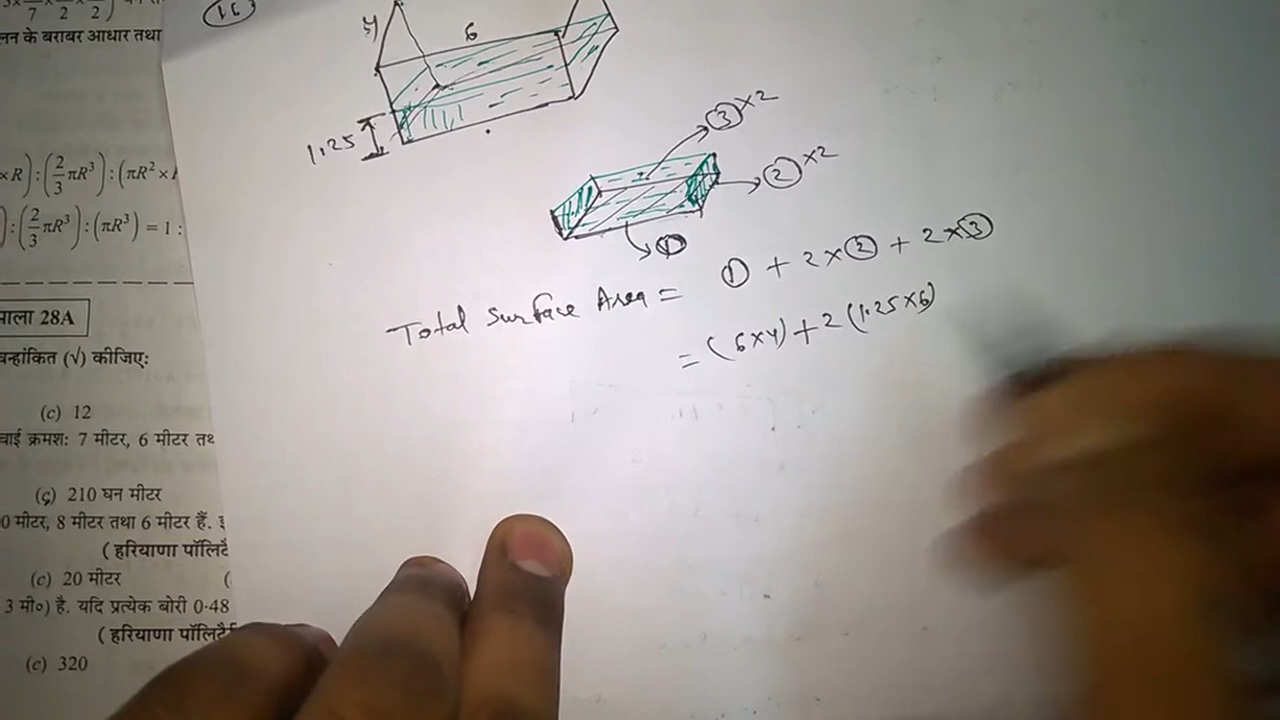 16
लन के बराबर आधार तथा
y
6
1.25
③ ×2
② ×2
①
×R) : (2/3 πR³) : (πR² ×
) : (2/3 πR³) : (πR³) = 1 :
Total Surface Area = ① + 2×② + 2×③
= (6×4) + 2(1.25×6)
माला 28A
चन्हांकित (√) कीजिए:
(c) 12
चाई क्रमश: 7 मीटर, 6 मीटर तथ
(c) 210 घन मीटर
0 मीटर, 8 मीटर तथा 6 मीटर हैं.
(हरियाणा पॉलिटै
(c) 20 मीटर (
3 मी०) है. यदि प्रत्येक बोरी 0·48
(हरियाणा पॉलिटै
(c) 320